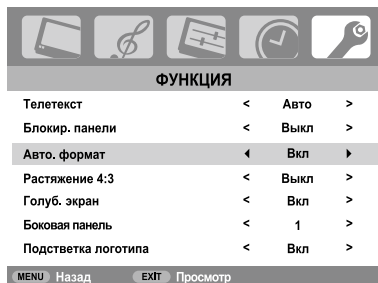 ФУНКЦИЯ
Телетекст < Авто >
Блокир. панели < Выкл >
Авто. формат Вкл
Растяжение 4:3 < Выкл >
Голуб. экран < Вкл >
Боковая панель < 1 >
Подстветка логотипа < Вкл >
MENU Назад EXIT Просмотр